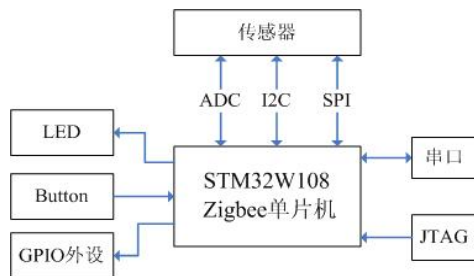 传感器
ADC
I2C
SPI
LED
Button
GPIO外设
STM32W108
Zigbee单片机
串口
JTAG